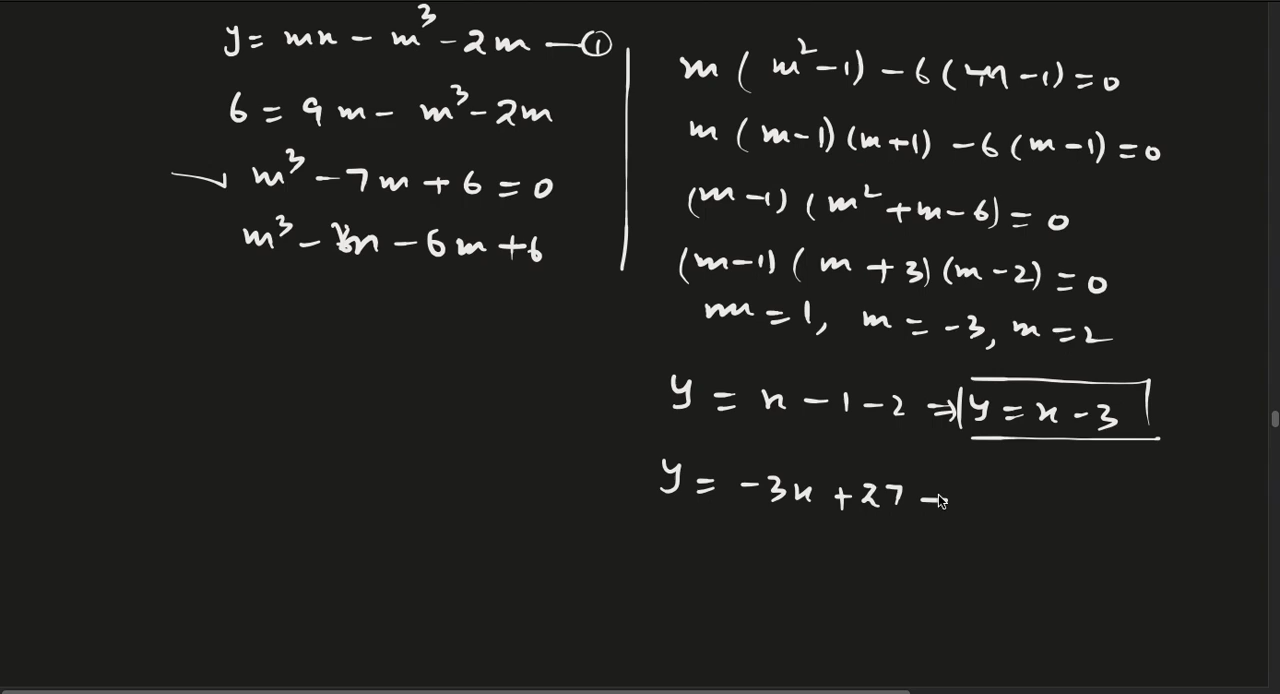 y = mx - m³ - 2m —①
6 = 9m - m³ - 2m
→ m³ - 7m + 6 = 0
m³ - m - 6m + 6
m(m² - 1) - 6(m - 1) = 0
m(m-1)(m+1) - 6(m-1) = 0
(m-1)(m² + m - 6) = 0
(m-1)(m+3)(m-2) = 0
m = 1, m = -3, m = 2
y = x - 1 - 2 ⇒ y = x - 3
y = -3x + 27 -